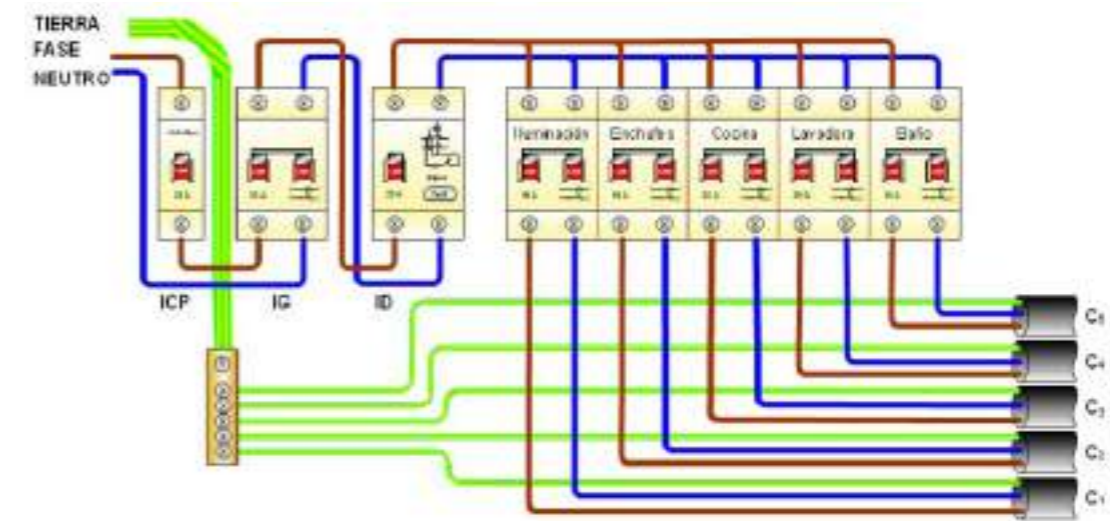 TIERRA
FASE
NEUTRO
Iluminación Enchufes Cocina Lavadora Baño
ICP IG ID
C₅
C₄
C₃
C₂
C₁